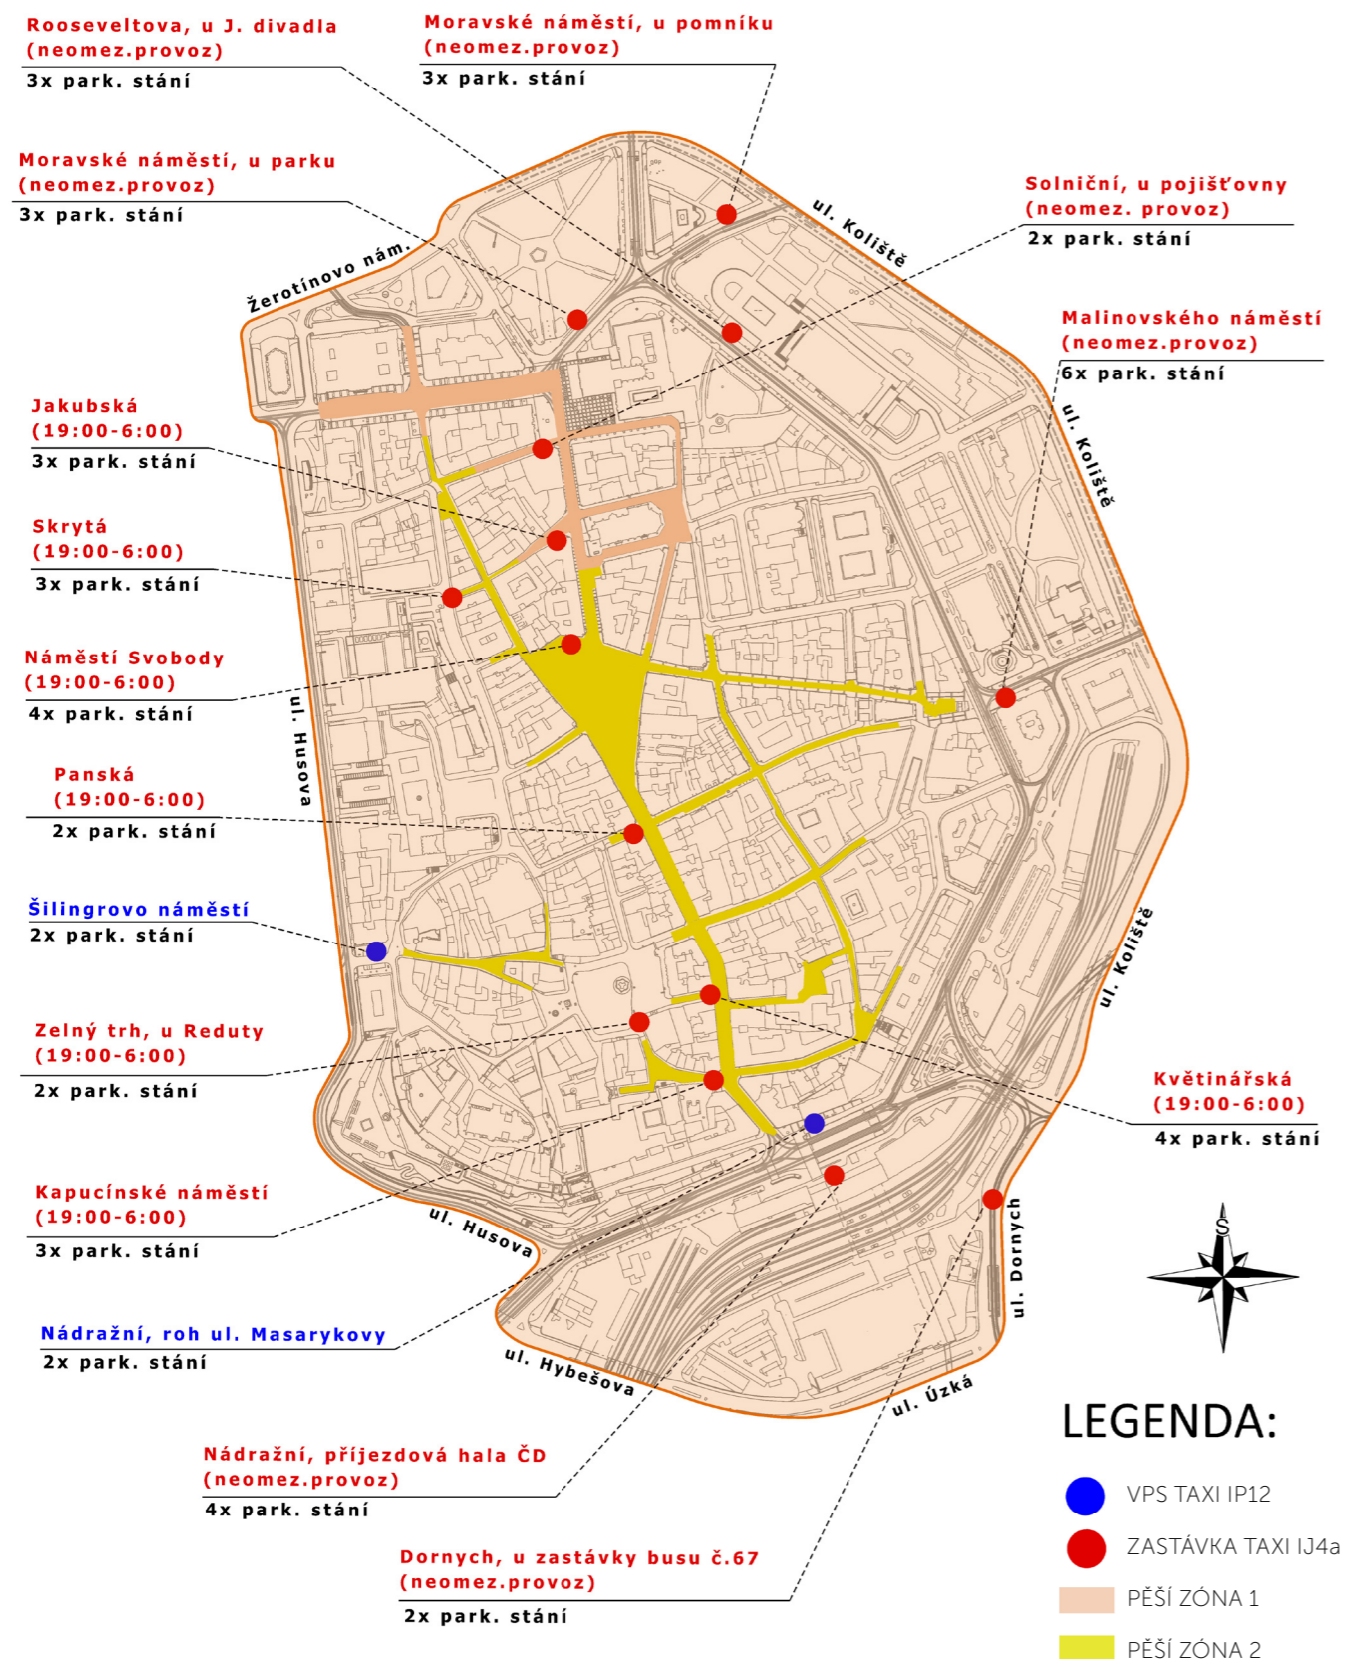 Rooseveltova, u J. divadla
(neomez.provoz)
3x park. stání
Moravské náměstí, u pomníku
(neomez.provoz)
3x park. stání
Moravské náměstí, u parku
(neomez.provoz)
3x park. stání
Solniční, u pojišťovny
(neomez. provoz)
2x park. stání
Malinovského náměstí
(neomez.provoz)
6x park. stání
Jakubská
(19:00-6:00)
3x park. stání
Skrytá
(19:00-6:00)
3x park. stání
Náměstí Svobody
(19:00-6:00)
4x park. stání
Panská
(19:00-6:00)
2x park. stání
Šilingrovo náměstí
2x park. stání
Zelný trh, u Reduty
(19:00-6:00)
2x park. stání
Květinářská
(19:00-6:00)
4x park. stání
Kapucínské náměstí
(19:00-6:00)
3x park. stání
Nádražní, roh ul. Masarykovy
2x park. stání
Nádražní, příjezdová hala ČD
(neomez.provoz)
4x park. stání
Dornych, u zastávky busu č.67
(neomez.provoz)
2x park. stání
Žerotínovo nám.
ul. Koliště
ul. Koliště
ul. Husova
ul. Koliště
ul. Husova
ul. Dornych
ul. Hybešova
ul. Úzká
Š
LEGENDA:
VPS TAXI IP12
ZASTÁVKA TAXI IJ4a
PĚŠÍ ZÓNA 1
PĚŠÍ ZÓNA 2